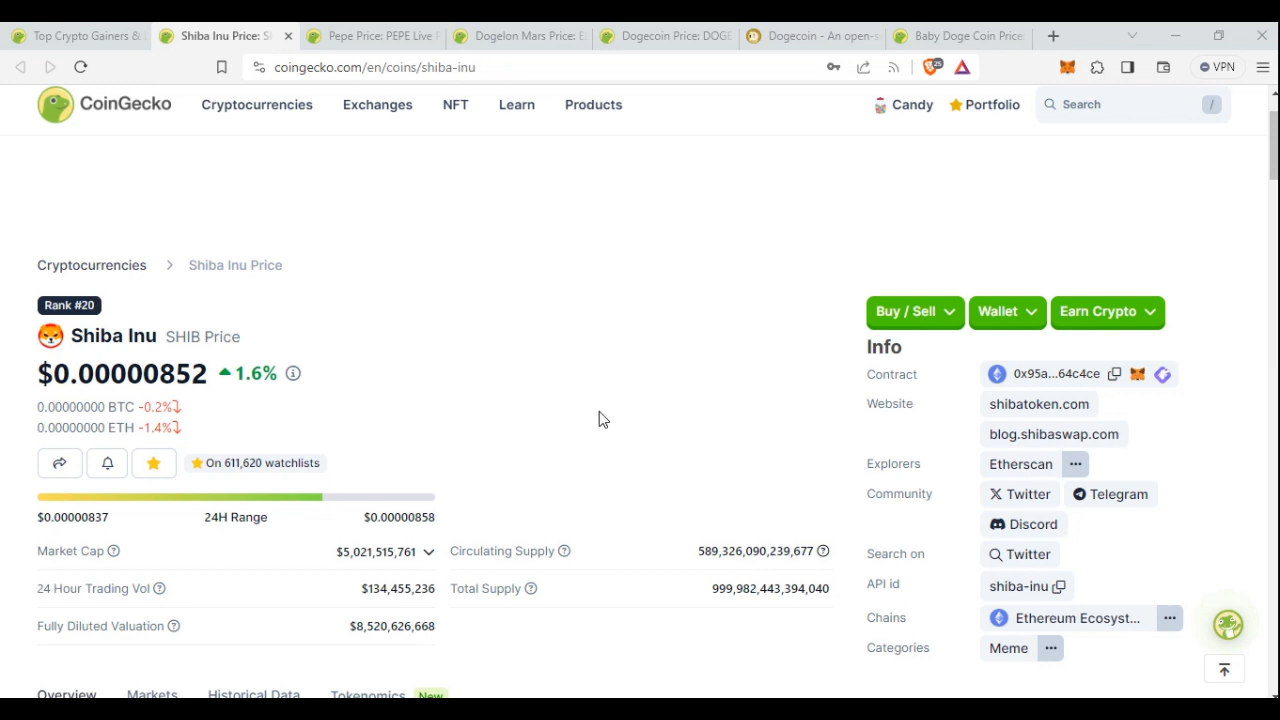 Top Crypto Gainers &
Shiba Inu Price: S
Pepe Price: PEPE Live
Dogelon Mars Price:
Dogecoin Price: DOGE
Dogecoin - An open-s
Baby Doge Coin Price
coingecko.com/en/coins/shiba-inu
25
VPN
CoinGecko
Cryptocurrencies
Exchanges
NFT
Learn
Products
Candy
Portfolio
Search
/
Cryptocurrencies
Shiba Inu Price
Rank #20
Shiba Inu SHIB Price
$0.00000852 1.6%
0.00000000 BTC -0.2%
0.00000000 ETH -1.4%
On 611,620 watchlists
$0.00000837 24H Range $0.00000858
Market Cap $5,021,515,761
24 Hour Trading Vol $134,455,236
Fully Diluted Valuation $8,520,626,668
Circulating Supply 589,326,090,239,677
Total Supply 999,982,443,394,040
Buy / Sell
Wallet
Earn Crypto
Info
Contract 0x95a...64c4ce
Website shibatoken.com
blog.shibaswap.com
Explorers Etherscan
Community Twitter Telegram
Discord
Search on Twitter
API id shiba-inu
Chains Ethereum Ecosyst...
Categories Meme
Overview
Markets
Historical Data
Tokenomics New